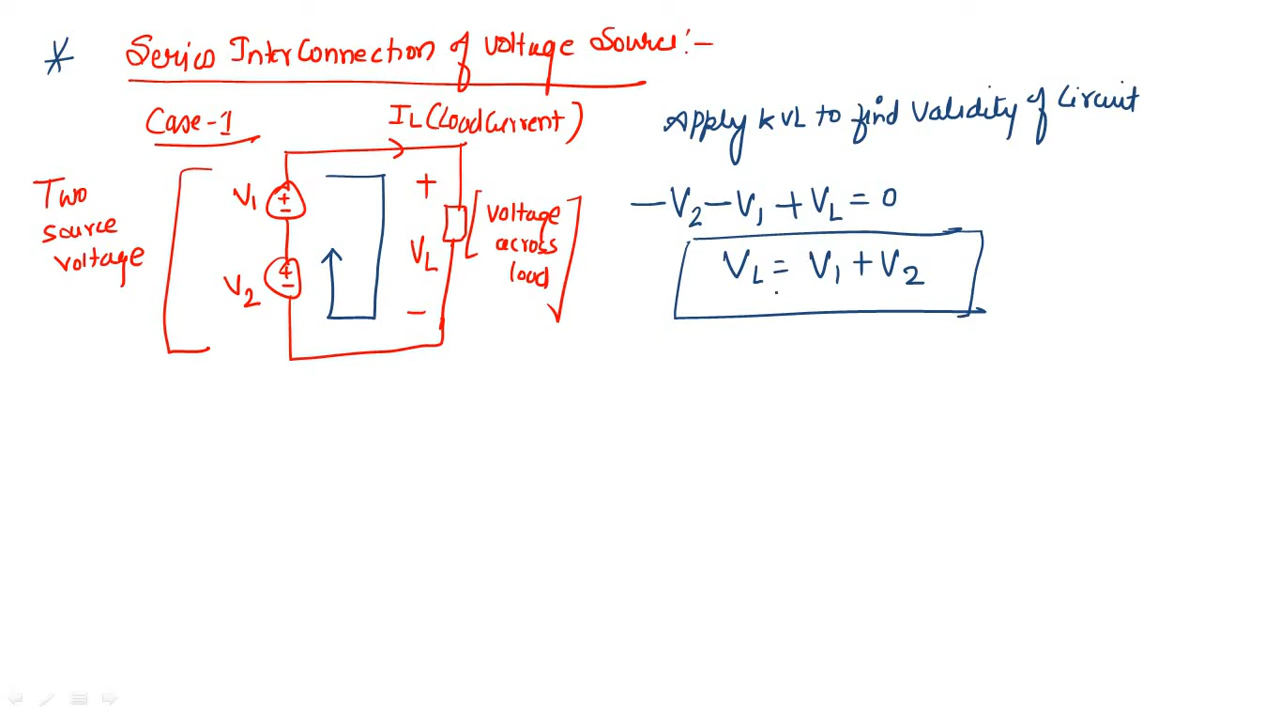 * Series InterConnection of Voltage Source:-
Case-1
IL (Load Current)
Apply KVL to find Validity of Circuit
Two
source
voltage
V1
+
-
V2
+
-
+
VL
-
[Voltage
across
load]
-V2 - V1 + VL = 0
VL = V1 + V2